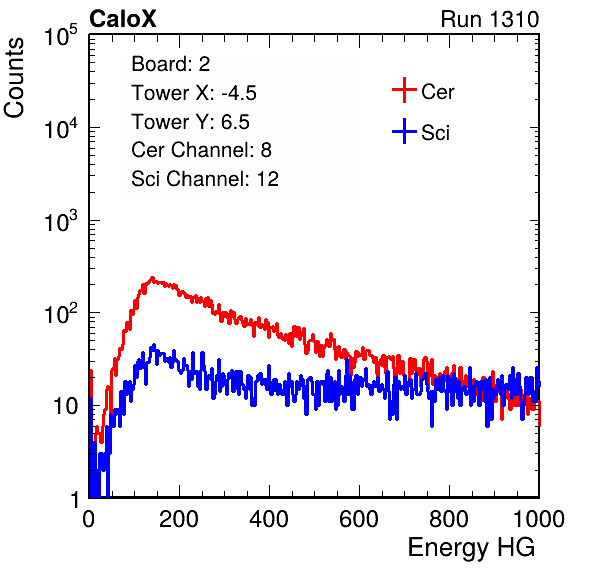 CaloX Run 1310
Counts
Board: 2
Tower X: -4.5
Tower Y: 6.5
Cer Channel: 8
Sci Channel: 12
Cer
Sci
10^5
10^4
10^3
10^2
10
1
0 200 400 600 800 1000
Energy HG